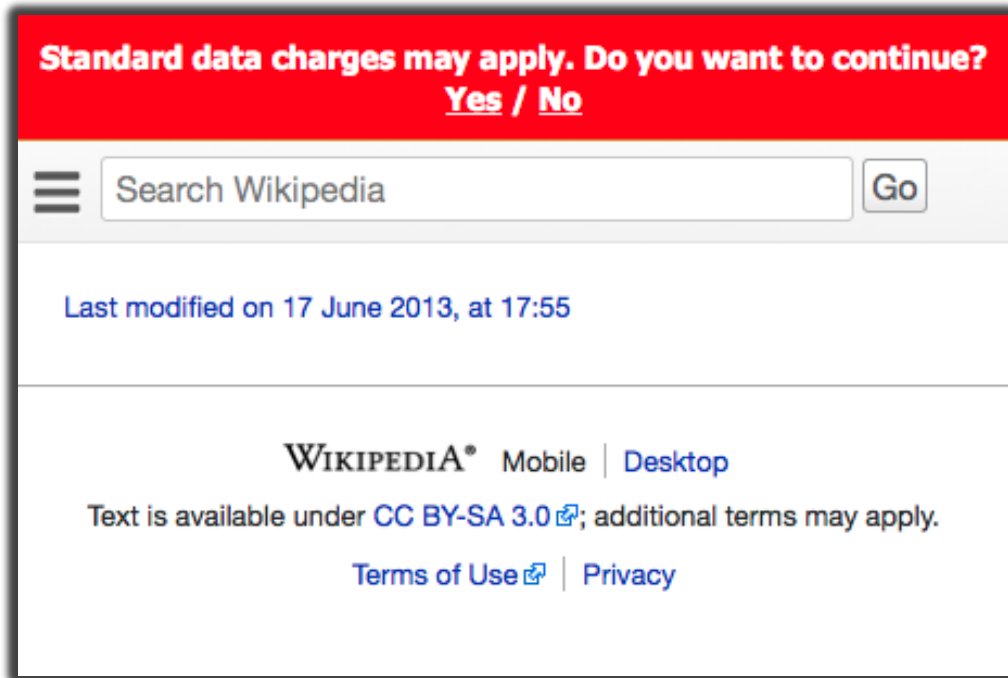 Standard data charges may apply. Do you want to continue?
Yes / No
Search Wikipedia Go
Last modified on 17 June 2013, at 17:55
WIKIPEDIA® Mobile | Desktop
Text is available under CC BY-SA 3.0; additional terms may apply.
Terms of Use | Privacy